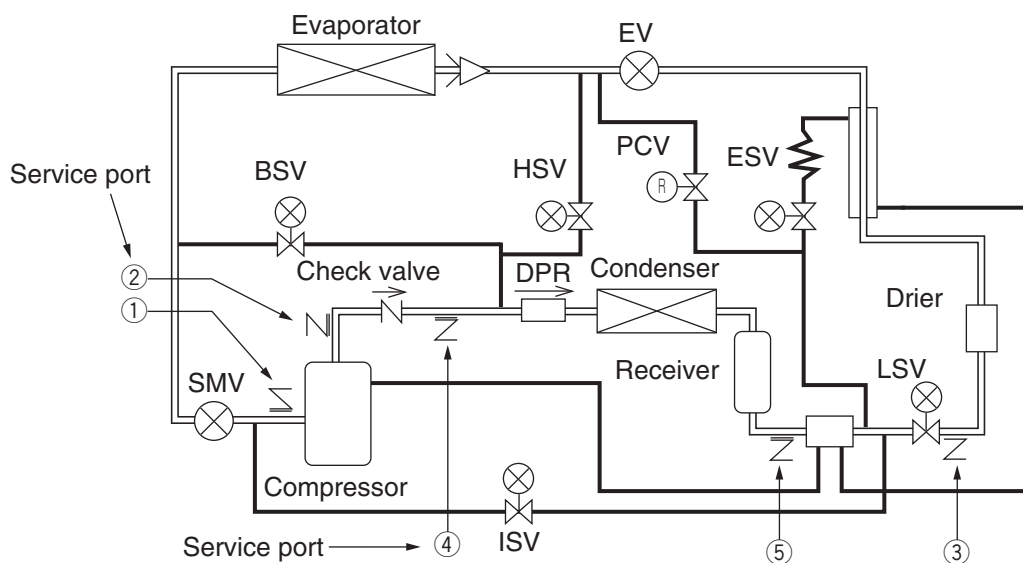 Evaporator
EV
Service port
BSV
HSV
PCV
R
ESV
②
Check valve
DPR
Condenser
Drier
①
SMV
Receiver
LSV
Compressor
Service port
④
ISV
⑤
③